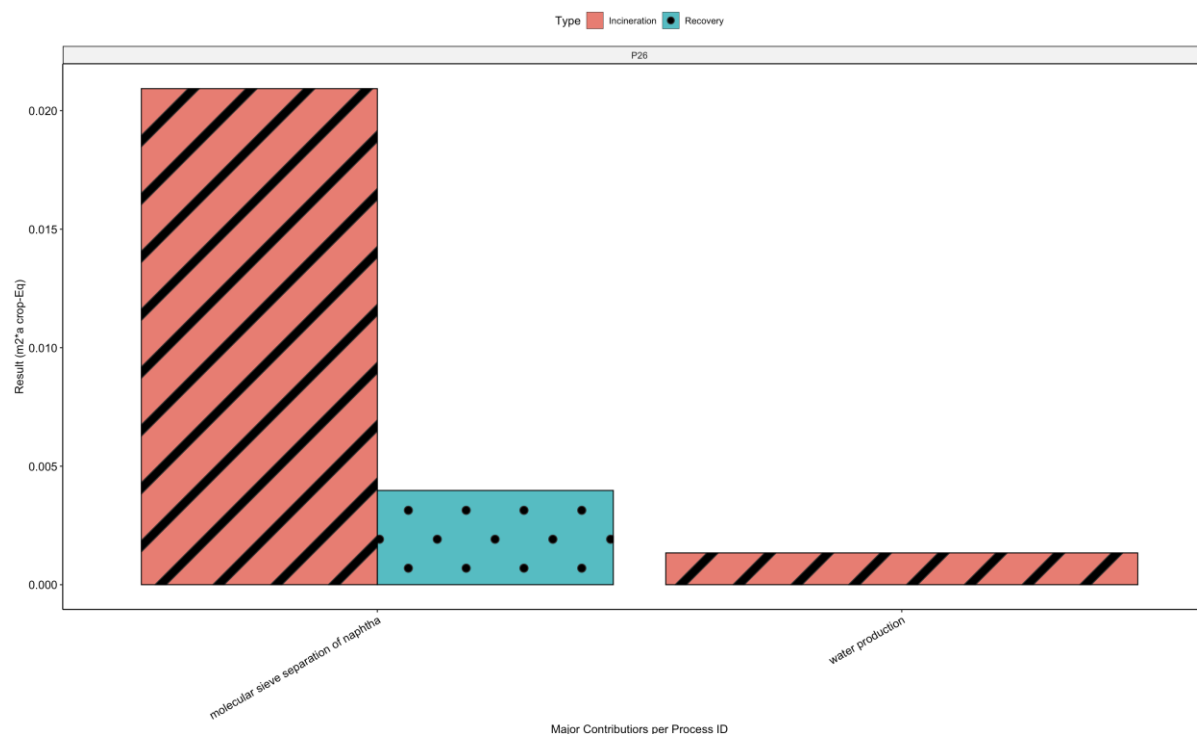 Type Incineration Recovery
P26
Result (m2*a crop-Eq)
0.020
0.015
0.010
0.005
0.000
molecular sieve separation of naphtha
water production
Major Contributiors per Process ID